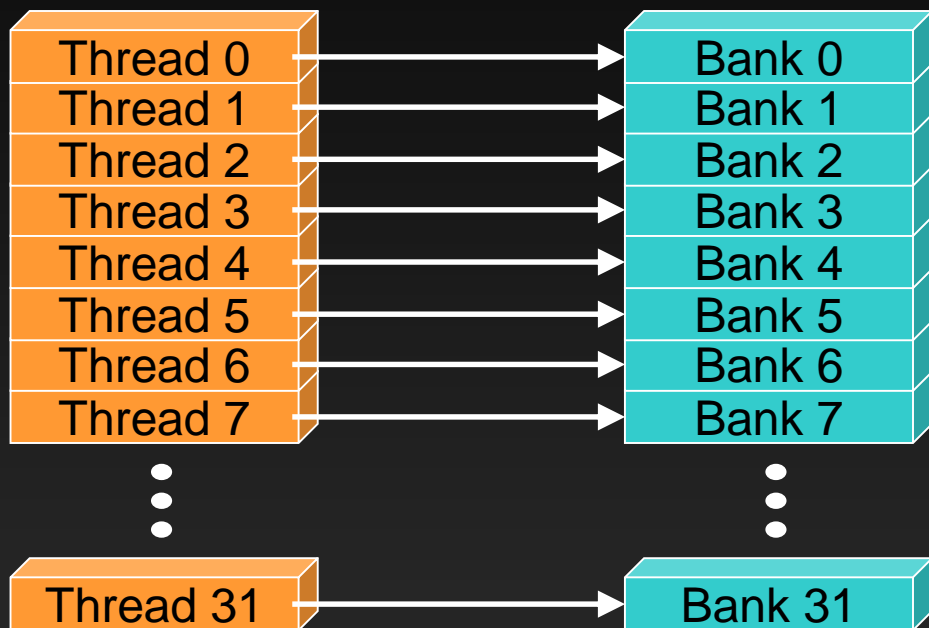 Thread 0
Bank 0
Thread 1
Bank 1
Thread 2
Bank 2
Thread 3
Bank 3
Thread 4
Bank 4
Thread 5
Bank 5
Thread 6
Bank 6
Thread 7
Bank 7
Thread 31
Bank 31